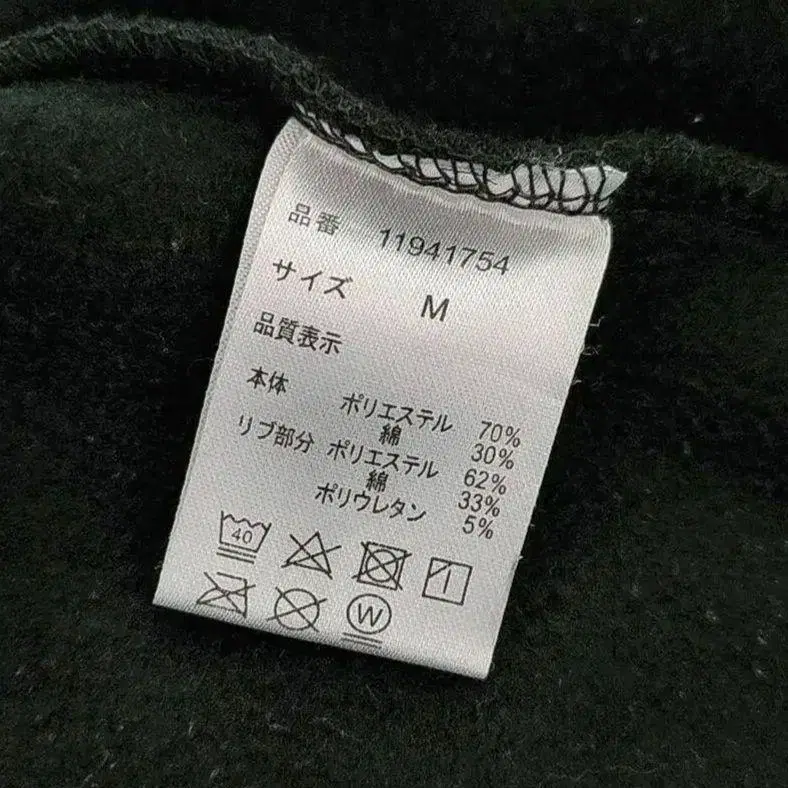 品番 11941754
サイズ M
品質表示
本体 ポリエステル 70%
綿 30%
リブ部分 ポリエステル 62%
綿 33%
ポリウレタン 5%
40
W